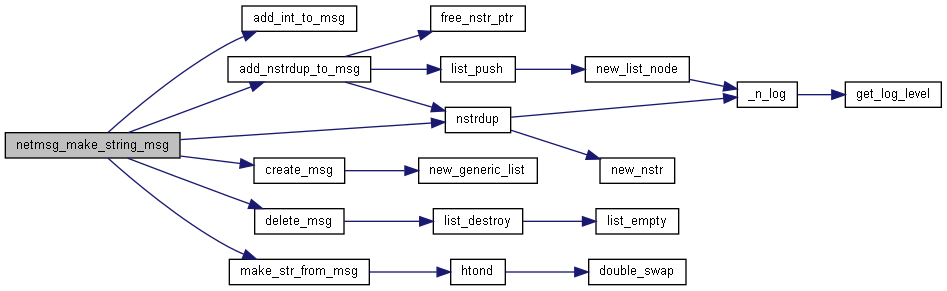 add_int_to_msg
free_nstr_ptr
add_nstrdup_to_msg
list_push
new_list_node
_n_log
get_log_level
nstrdup
netmsg_make_string_msg
create_msg
new_generic_list
new_nstr
delete_msg
list_destroy
list_empty
make_str_from_msg
htond
double_swap